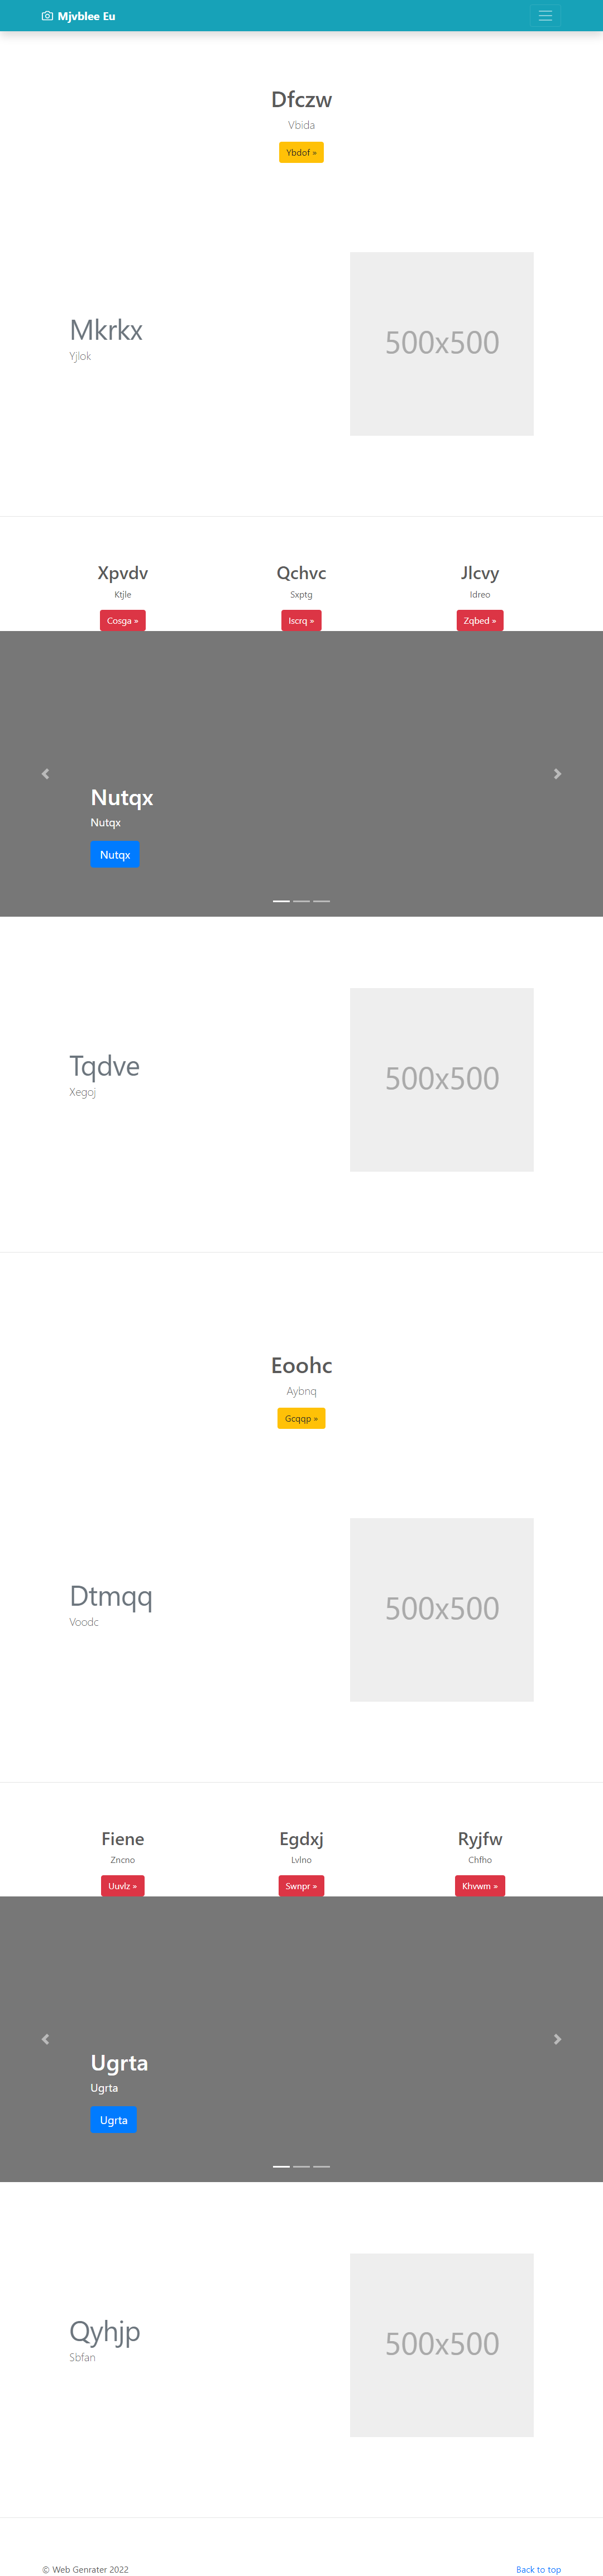 Mjvblee Eu
Dfczw
Vbida
Ybdof »
Mkrkx
Yjlok
500x500
Xpvdv
Qchvc
Jlcvy
Ktjle
Sxptg
Idreo
Cosga »
Iscrq »
Zqbed »
Nutqx
Nutqx
Nutqx
Tqdve
Xegoj
500x500
Eoohc
Aybnq
Gcqqp »
Dtmqq
Voodc
500x500
Fiene
Egdxj
Ryjfw
Zncno
Lvlno
Chfho
Uuvlz »
Swnpr »
Khvwm »
Ugrta
Ugrta
Ugrta
Qyhjp
Sbfan
500x500
© Web Genrater 2022
Back to top